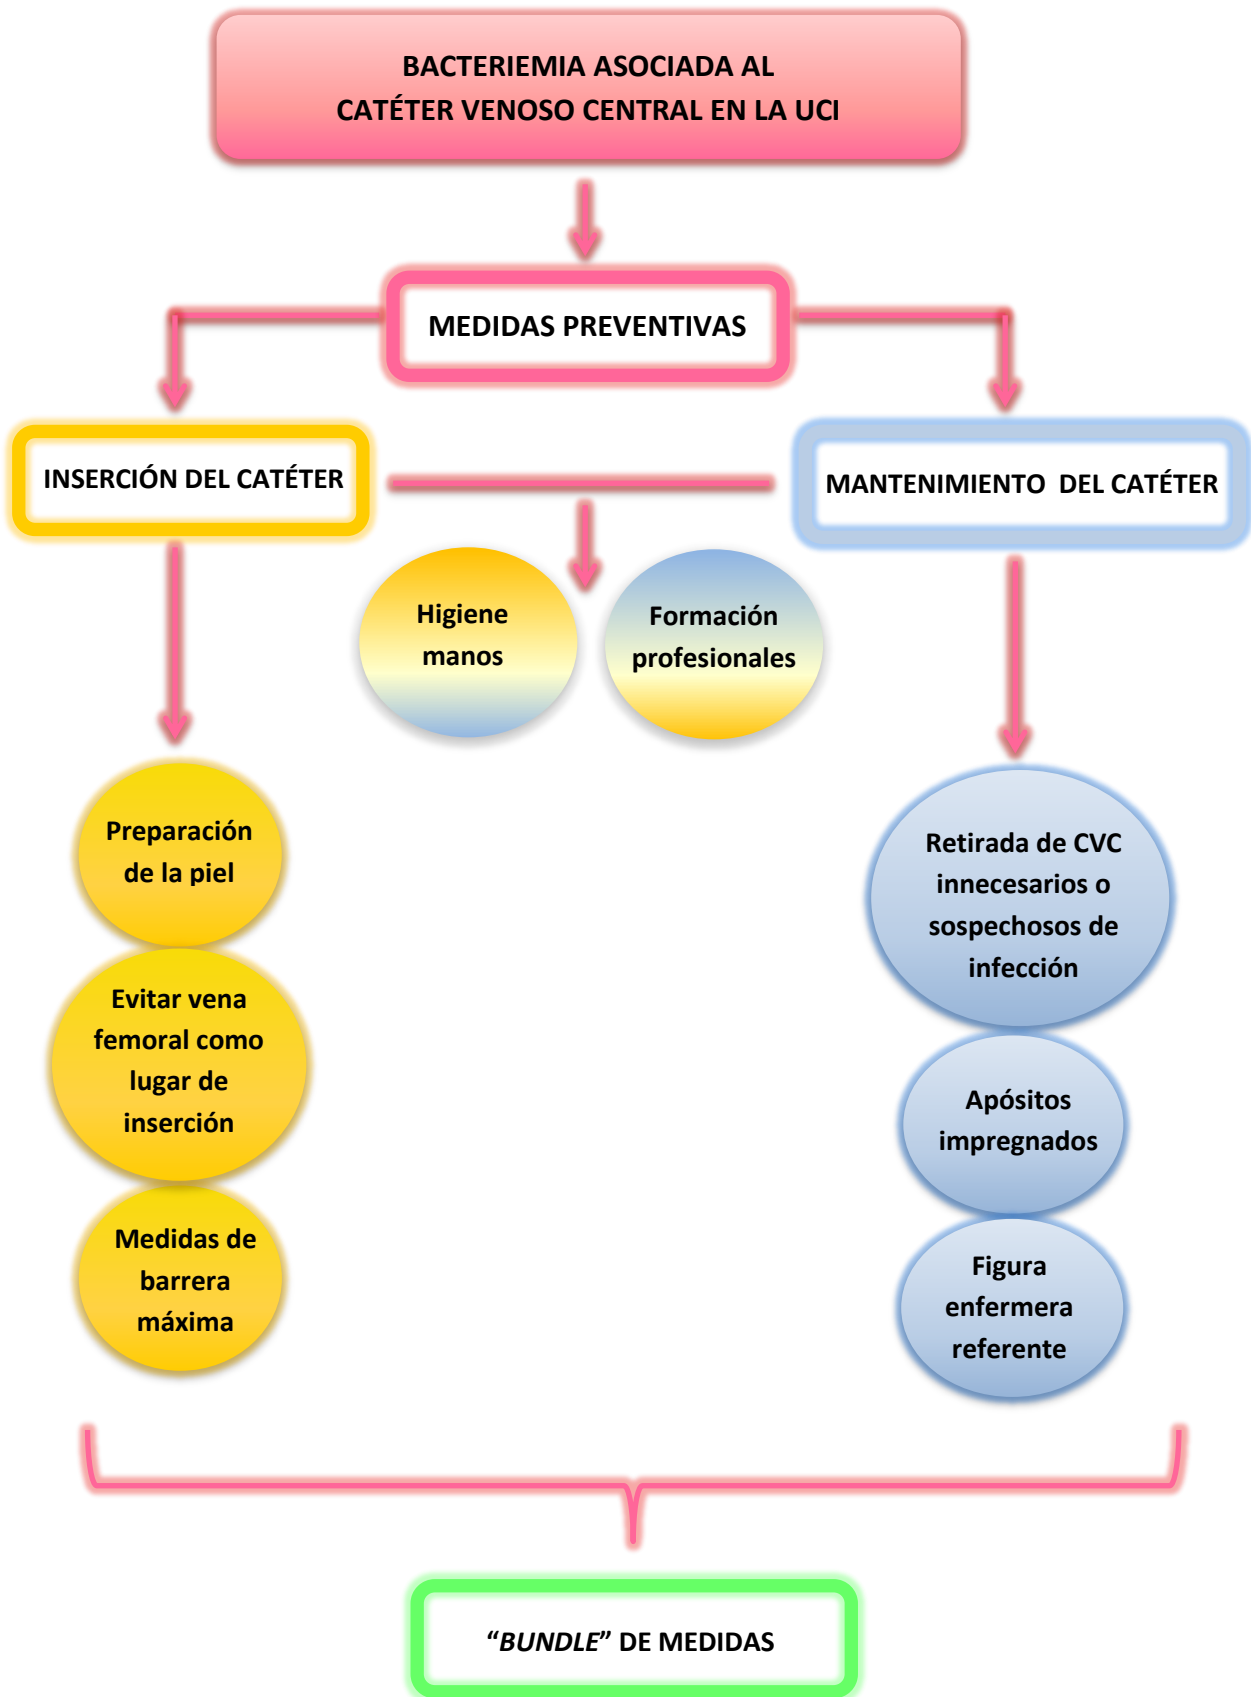 BACTERIEMIA ASOCIADA AL
CATÉTER VENOSO CENTRAL EN LA UCI
MEDIDAS PREVENTIVAS
INSERCIÓN DEL CATÉTER
MANTENIMIENTO DEL CATÉTER
Higiene
manos
Formación
profesionales
Preparación
de la piel
Evitar vena
femoral como
lugar de
inserción
Medidas de
barrera
máxima
Retirada de CVC
innecesarios o
sospechosos de
infección
Apósitos
impregnados
Figura
enfermera
referente
“BUNDLE” DE MEDIDAS